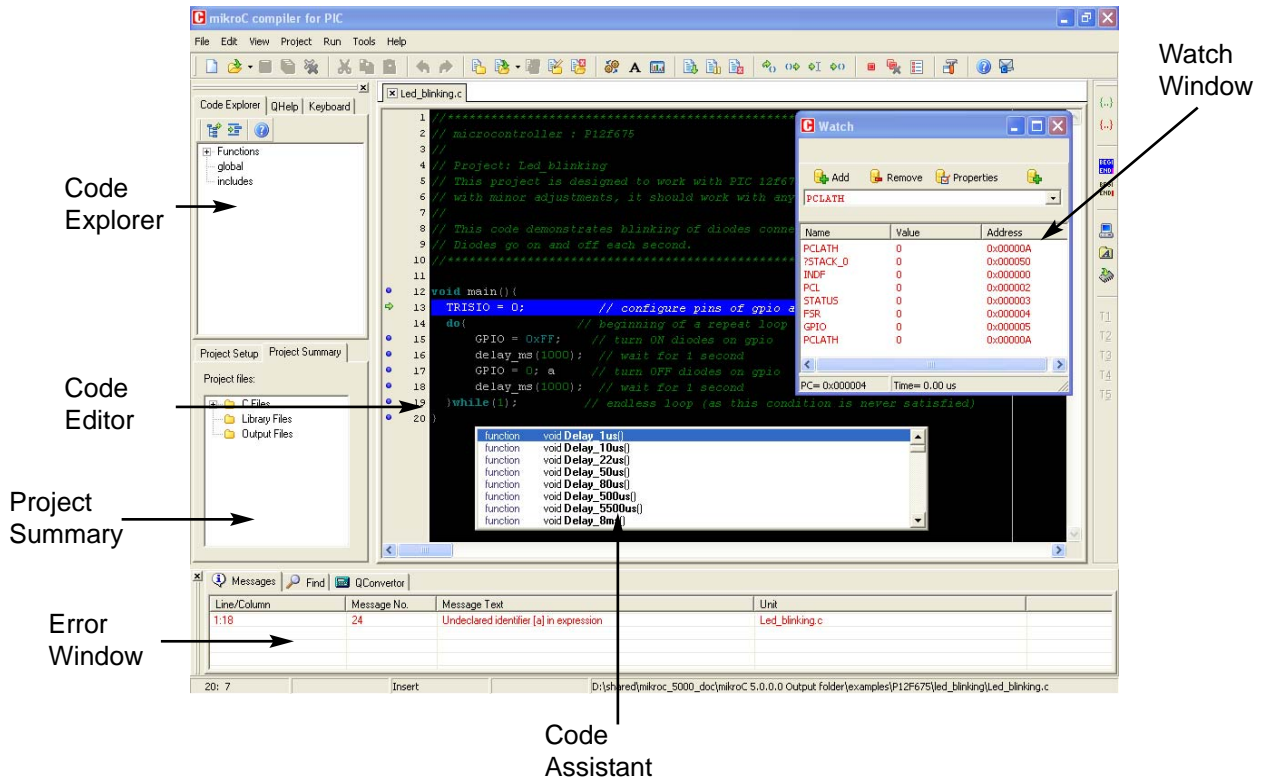 mikroC compiler for PIC
File Edit View Project Run Tools Help
Watch
Window
Code Explorer QHelp Keyboard
Functions
global
includes
Code
Explorer
Led_blinking.c
1 //*************************************************
2 // microcontroller : P12f675
3 //
4 // Project: Led_blinking
5 // This project is designed to work with PIC 12f67
6 // with minor adjustments, it should work with any
7 //
8 // This code demonstrates blinking of diodes conne
9 // Diodes go on and off each second.
10 //*************************************************
11
12 void main(){
13 TRISIO = 0; // configure pins of gpio a
14 do{ // beginning of a repeat loop
15 GPIO = 0xFF; // turn ON diodes on gpio
16 delay_ms(1000); // wait for 1 second
17 GPIO = 0; a // turn OFF diodes on gpio
18 delay_ms(1000); // wait for 1 second
19 }while(1); // endless loop (as this condition is never satisfied)
20 }
Watch
Add Remove Properties
PCLATH
Name Value Address
PCLATH 0 0x00000A
?STACK_0 0 0x000050
INDF 0 0x000000
PCL 0 0x000002
STATUS 0 0x000003
FSR 0 0x000004
GPIO 0 0x000005
PCLATH 0 0x00000A
PC= 0x000004 Time= 0.00 us
{..}
{..}
BEGI
END
BEGI
END
T1
T2
T3
T4
T5
Project Setup Project Summary
Project files:
C Files
Library Files
Output Files
Code
Editor
function void Delay_1us()
function void Delay_10us()
function void Delay_22us()
function void Delay_50us()
function void Delay_80us()
function void Delay_500us()
function void Delay_5500us()
function void Delay_8ms()
Project
Summary
Messages Find QConvertor
Line/Column Message No. Message Text Unit
1:18 24 Undeclared identifier [a] in expression Led_blinking.c
Error
Window
20: 7 Insert D:\shared\mikroc_5000_doc\mikroC 5.0.0.0 Output folder\examples\P12F675\led_blinking\Led_blinking.c
Code
Assistant